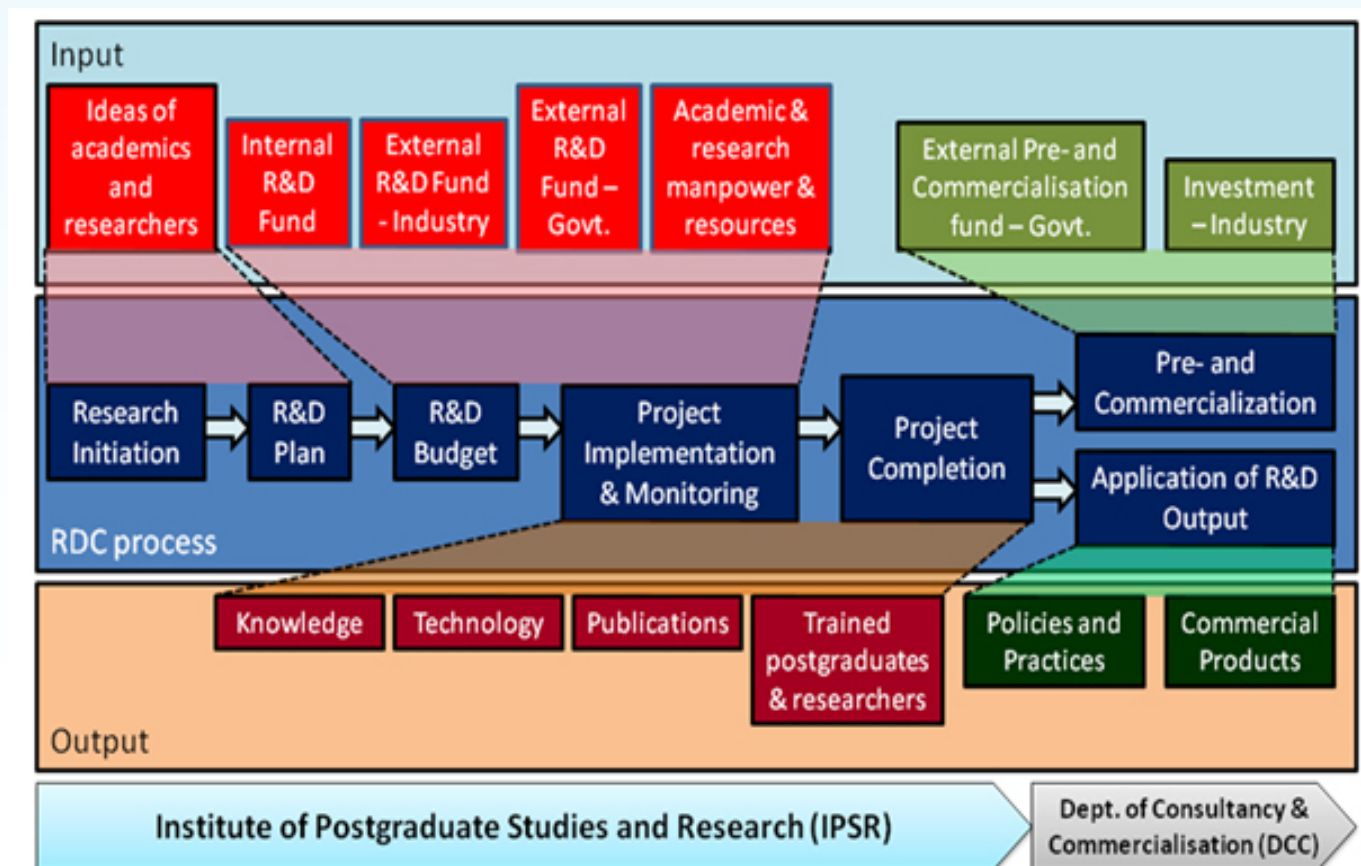 Input
Ideas of
academics
and
researchers
Internal
R&D
Fund
External
R&D Fund
- Industry
External
R&D
Fund –
Govt.
Academic &
research
manpower &
resources
External Pre- and
Commercialisation
fund – Govt.
Investment
– Industry
Research
Initiation
R&D
Plan
R&D
Budget
Project
Implementation
& Monitoring
Project
Completion
Pre- and
Commercialization
Application of R&D
Output
RDC process
Knowledge
Technology
Publications
Trained
postgraduates
& researchers
Policies and
Practices
Commercial
Products
Output
Institute of Postgraduate Studies and Research (IPSR)
Dept. of Consultancy &
Commercialisation (DCC)